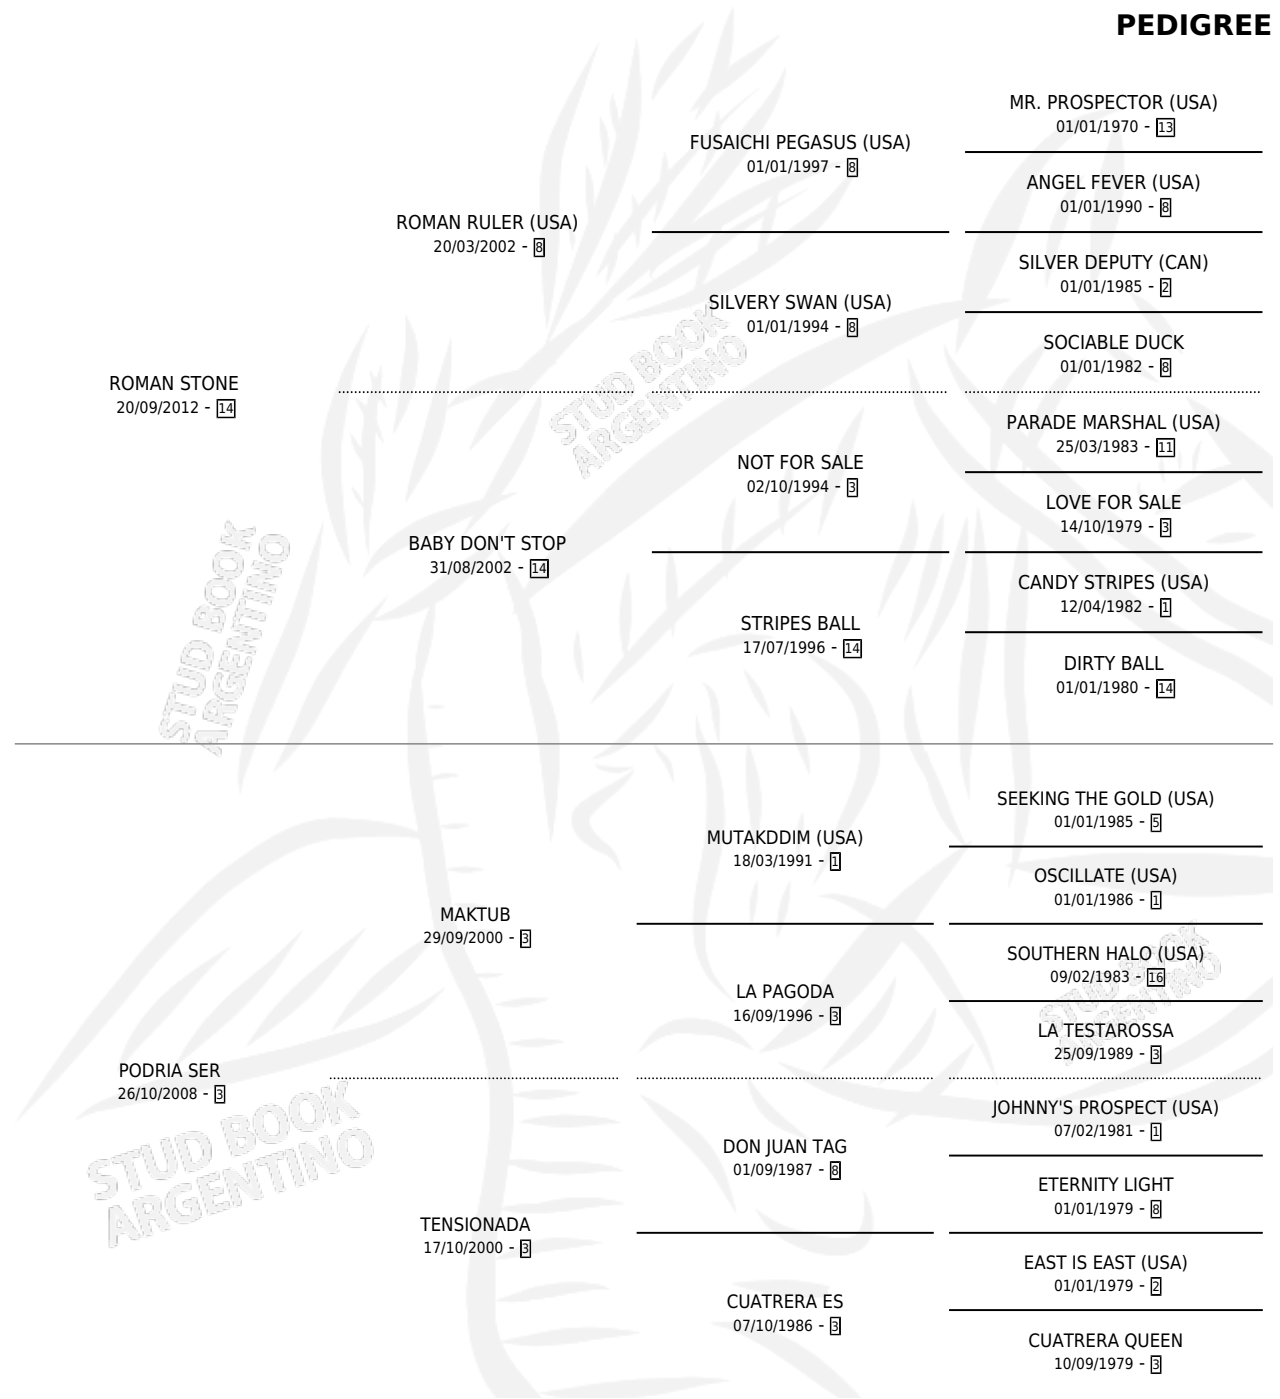 PEDIGREE
MR. PROSPECTOR (USA)
01/01/1970 - 13
FUSAICHI PEGASUS (USA)
01/01/1997 - 8
ANGEL FEVER (USA)
01/01/1990 - 8
ROMAN RULER (USA)
20/03/2002 - 8
SILVER DEPUTY (CAN)
01/01/1985 - 2
SILVERY SWAN (USA)
01/01/1994 - 8
SOCIABLE DUCK
01/01/1982 - 8
ROMAN STONE
20/09/2012 - 14
PARADE MARSHAL (USA)
25/03/1983 - 11
NOT FOR SALE
02/10/1994 - 3
LOVE FOR SALE
14/10/1979 - 3
BABY DON'T STOP
31/08/2002 - 14
CANDY STRIPES (USA)
12/04/1982 - 1
STRIPES BALL
17/07/1996 - 14
DIRTY BALL
01/01/1980 - 14
SEEKING THE GOLD (USA)
01/01/1985 - 5
MUTAKDDIM (USA)
18/03/1991 - 1
OSCILLATE (USA)
01/01/1986 - 1
MAKTUB
29/09/2000 - 3
SOUTHERN HALO (USA)
09/02/1983 - 16
LA PAGODA
16/09/1996 - 3
LA TESTAROSSA
25/09/1989 - 3
PODRIA SER
26/10/2008 - 3
JOHNNY'S PROSPECT (USA)
07/02/1981 - 1
DON JUAN TAG
01/09/1987 - 8
ETERNITY LIGHT
01/01/1979 - 8
TENSIONADA
17/10/2000 - 3
EAST IS EAST (USA)
01/01/1979 - 2
CUATRERA ES
07/10/1986 - 3
CUATRERA QUEEN
10/09/1979 - 3
STUD BOOK
ARGENTINO
STUD BOOK
ARGENTINO
STUD BOOK
ARGENTINO
STUD BOOK
ARGENTINO